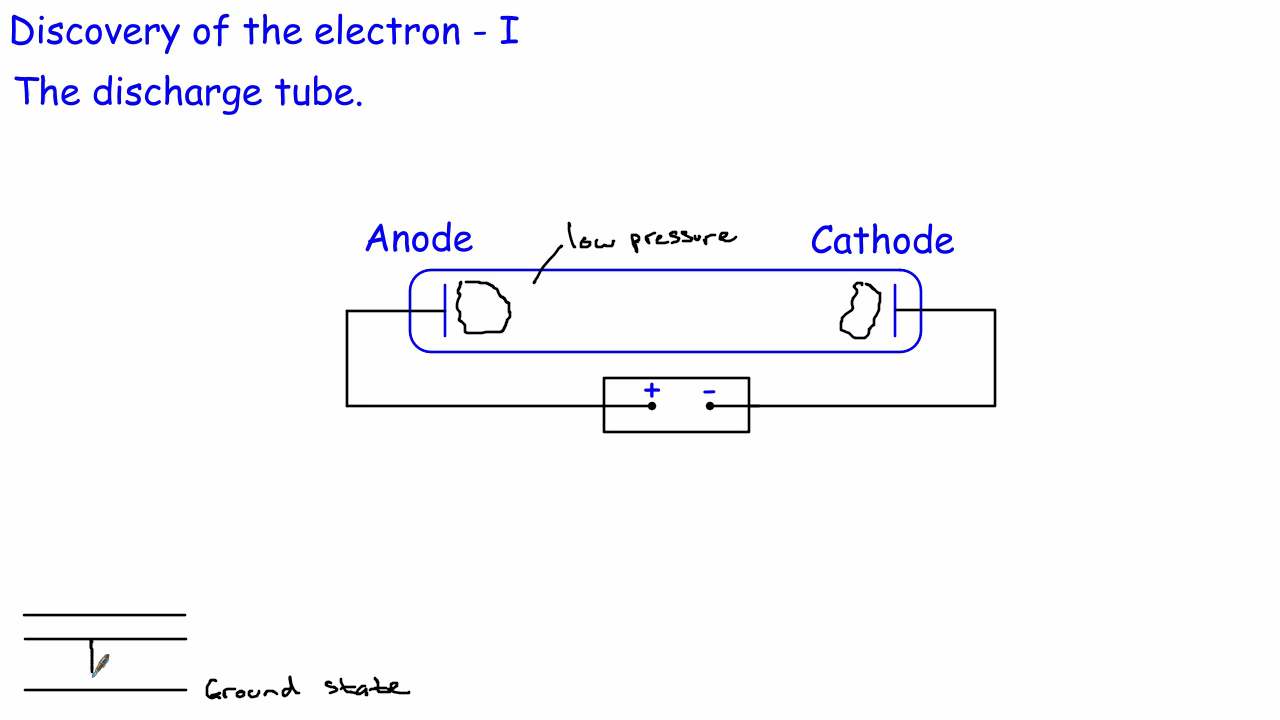 Discovery of the electron - I
The discharge tube.
Anode
low pressure
Cathode
+ -
Ground state